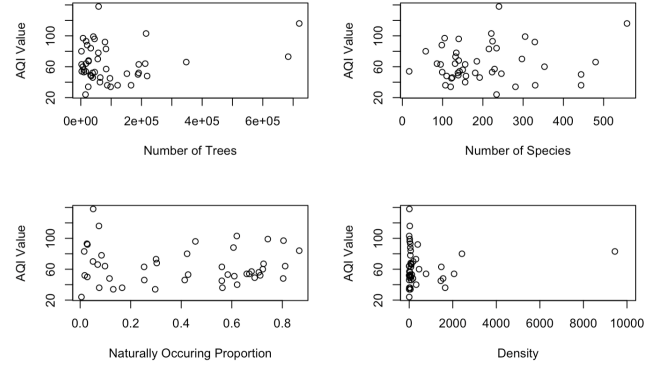 AQI Value
20 60 100
0e+00 2e+05 4e+05 6e+05
Number of Trees
AQI Value
20 60 100
0 100 200 300 400 500
Number of Species
AQI Value
20 60 100
0.0 0.2 0.4 0.6 0.8
Naturally Occuring Proportion
AQI Value
20 60 100
0 2000 4000 6000 8000 10000
Density